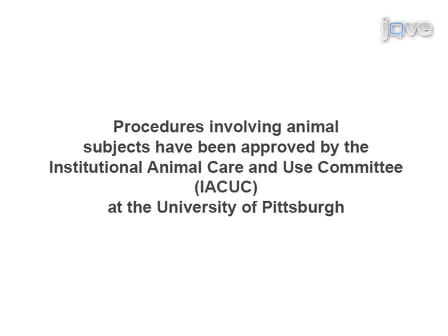 jove
Procedures involving animal
subjects have been approved by the
Institutional Animal Care and Use Committee
(IACUC)
at the University of Pittsburgh